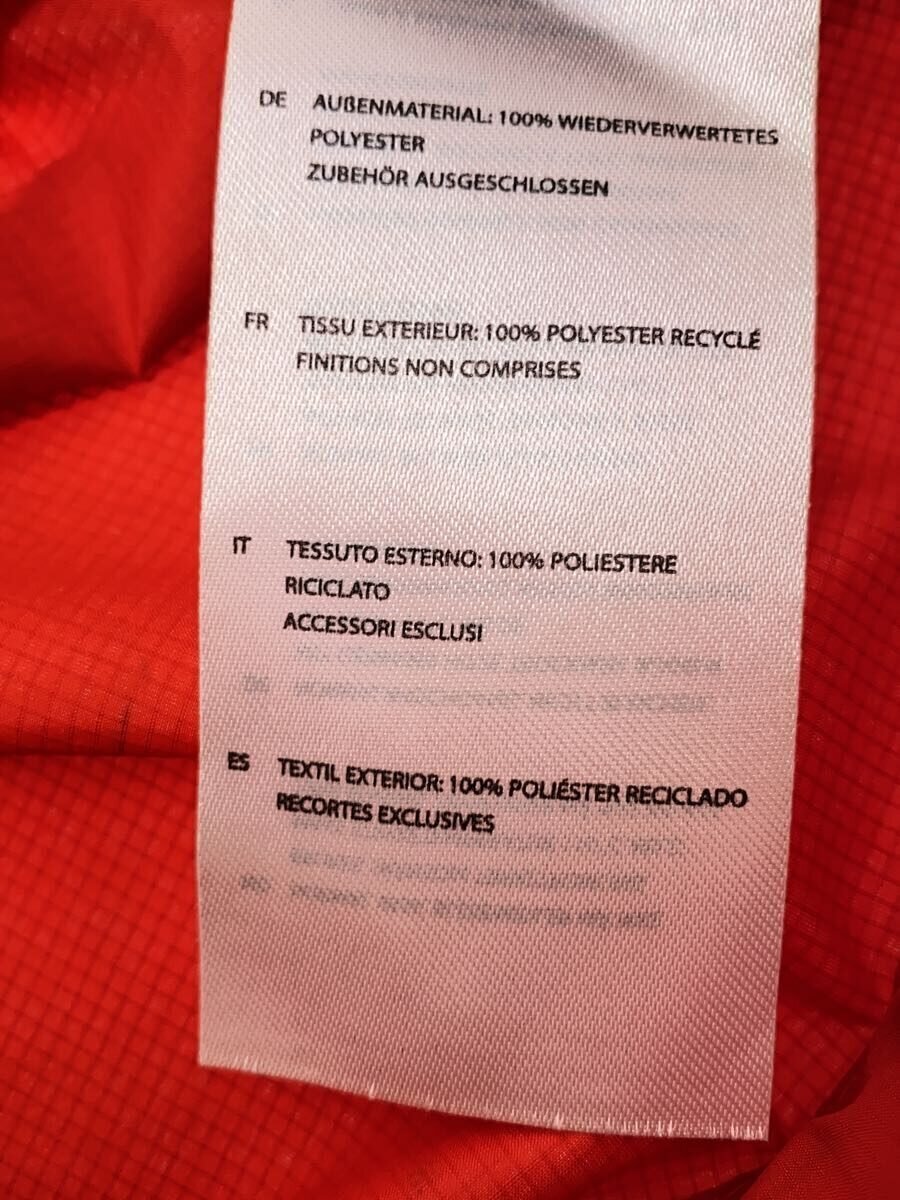 DE AUßENMATERIAL: 100% WIEDERVERWERTETES
POLYESTER
ZUBEHÖR AUSGESCHLOSSEN
FR TISSU EXTERIEUR: 100% POLYESTER RECYCLÉ
FINITIONS NON COMPRISES
IT TESSUTO ESTERNO: 100% POLIESTERE
RICICLATO
ACCESSORI ESCLUSI
ES TEXTIL EXTERIOR: 100% POLIÉSTER RECICLADO
RECORTES EXCLUSIVES